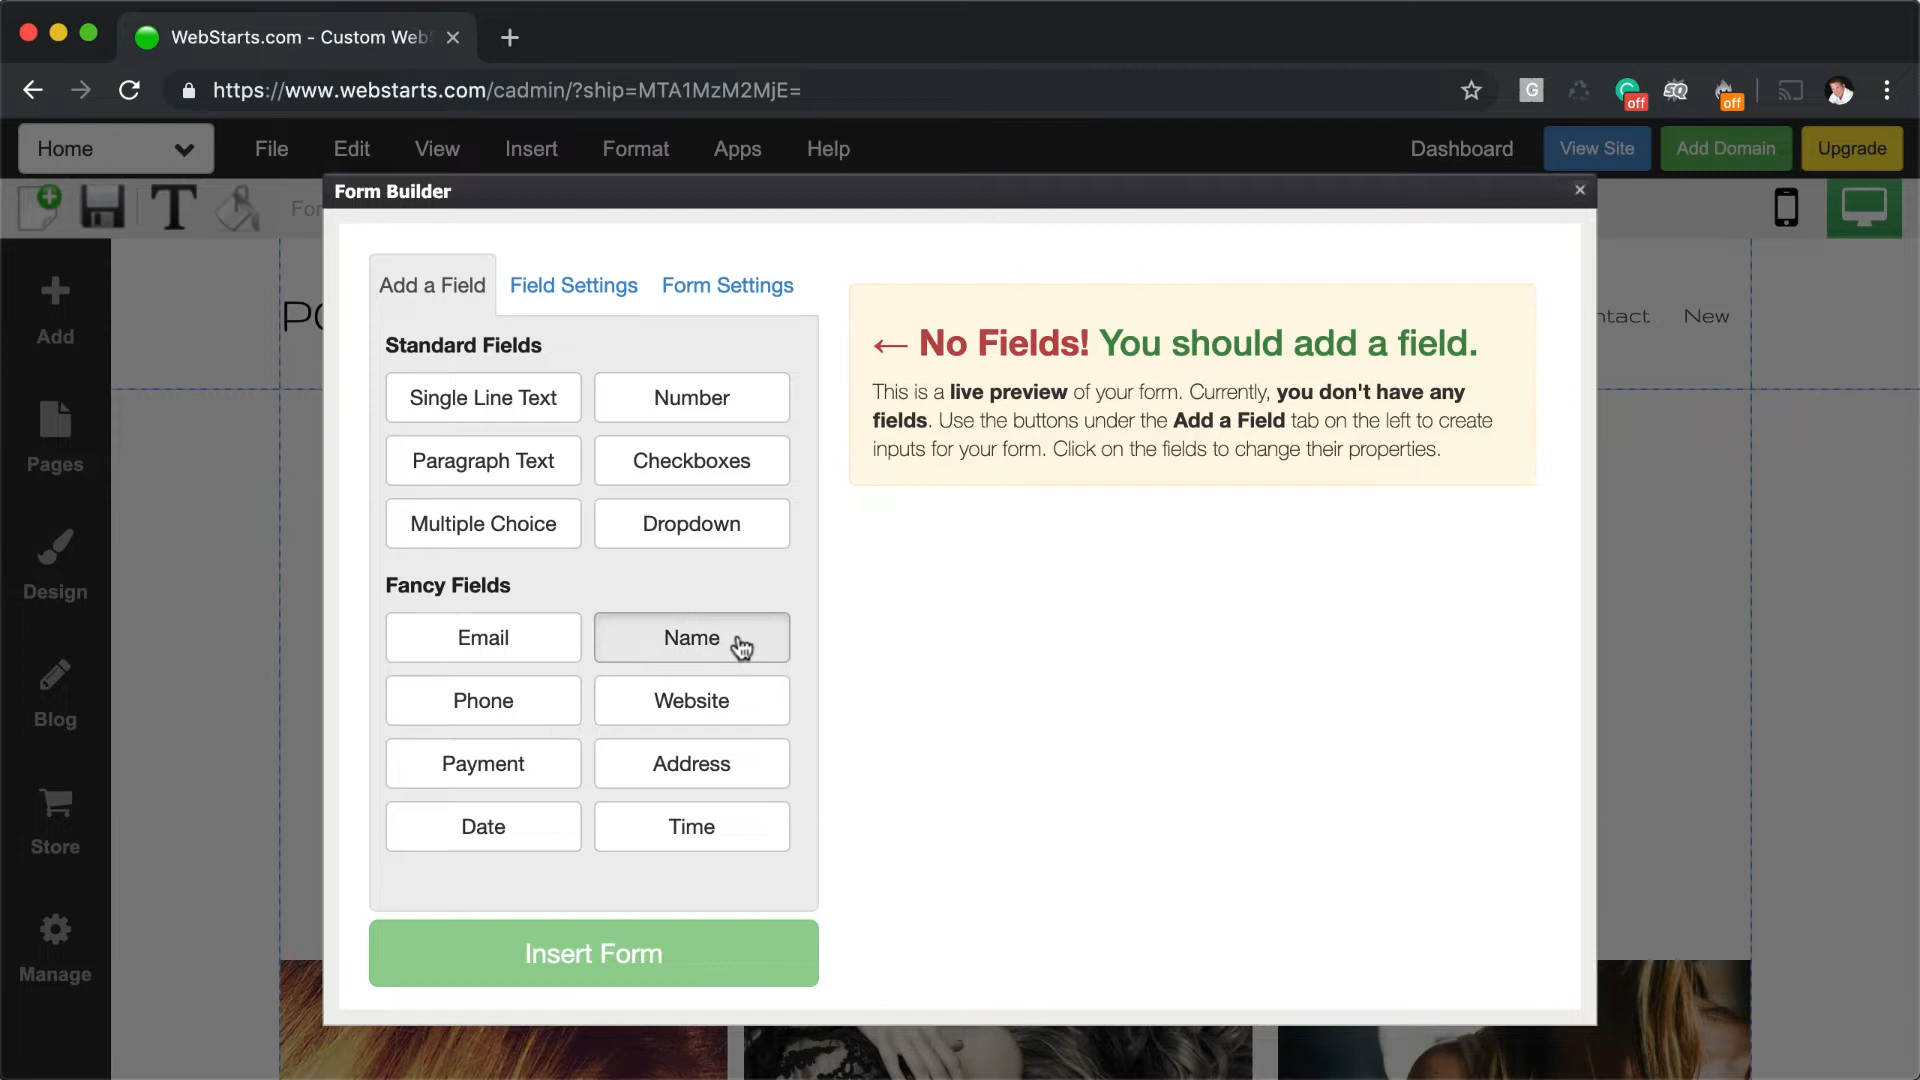 WebStarts.com - Custom Web
https://www.webstarts.com/cadmin/?ship=MTA1MzM2MjE=
G
off
off
Home
File
Edit
View
Insert
Format
Apps
Help
Dashboard
View Site
Add Domain
Upgrade
Form Builder
T
For
Add
Pages
Design
Blog
Store
Manage
PO
ntact
New
Add a Field
Field Settings
Form Settings
Standard Fields
Single Line Text
Number
Paragraph Text
Checkboxes
Multiple Choice
Dropdown
Fancy Fields
Email
Name
Phone
Website
Payment
Address
Date
Time
Insert Form
← No Fields! You should add a field.
This is a live preview of your form. Currently, you don't have any
fields. Use the buttons under the Add a Field tab on the left to create
inputs for your form. Click on the fields to change their properties.